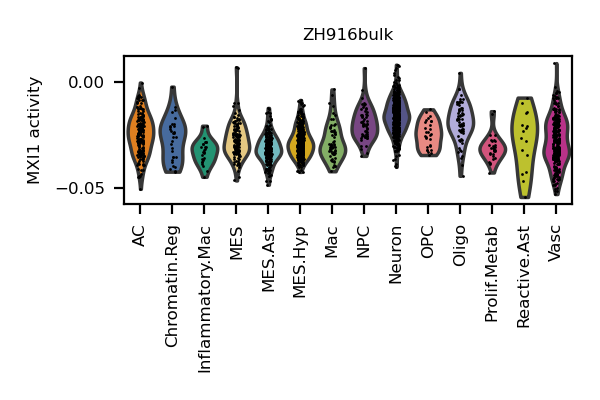 ZH916bulk
MXI1 activity
0.00
−0.05
AC
Chromatin.Reg
Inflammatory.Mac
MES
MES.Ast
MES.Hyp
Mac
NPC
Neuron
OPC
Oligo
Prolif.Metab
Reactive.Ast
Vasc